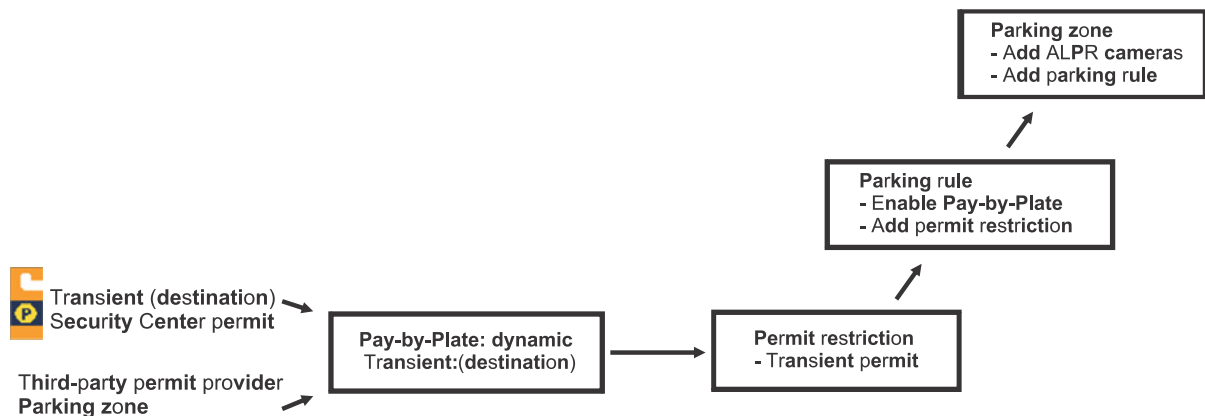 Parking zone
- Add ALPR cameras
- Add parking rule
Parking rule
- Enable Pay-by-Plate
- Add permit restriction
Transient (destination)
Security Center permit
P
Pay-by-Plate: dynamic
Transient:(destination)
Permit restriction
- Transient permit
Third-party permit provider
Parking zone